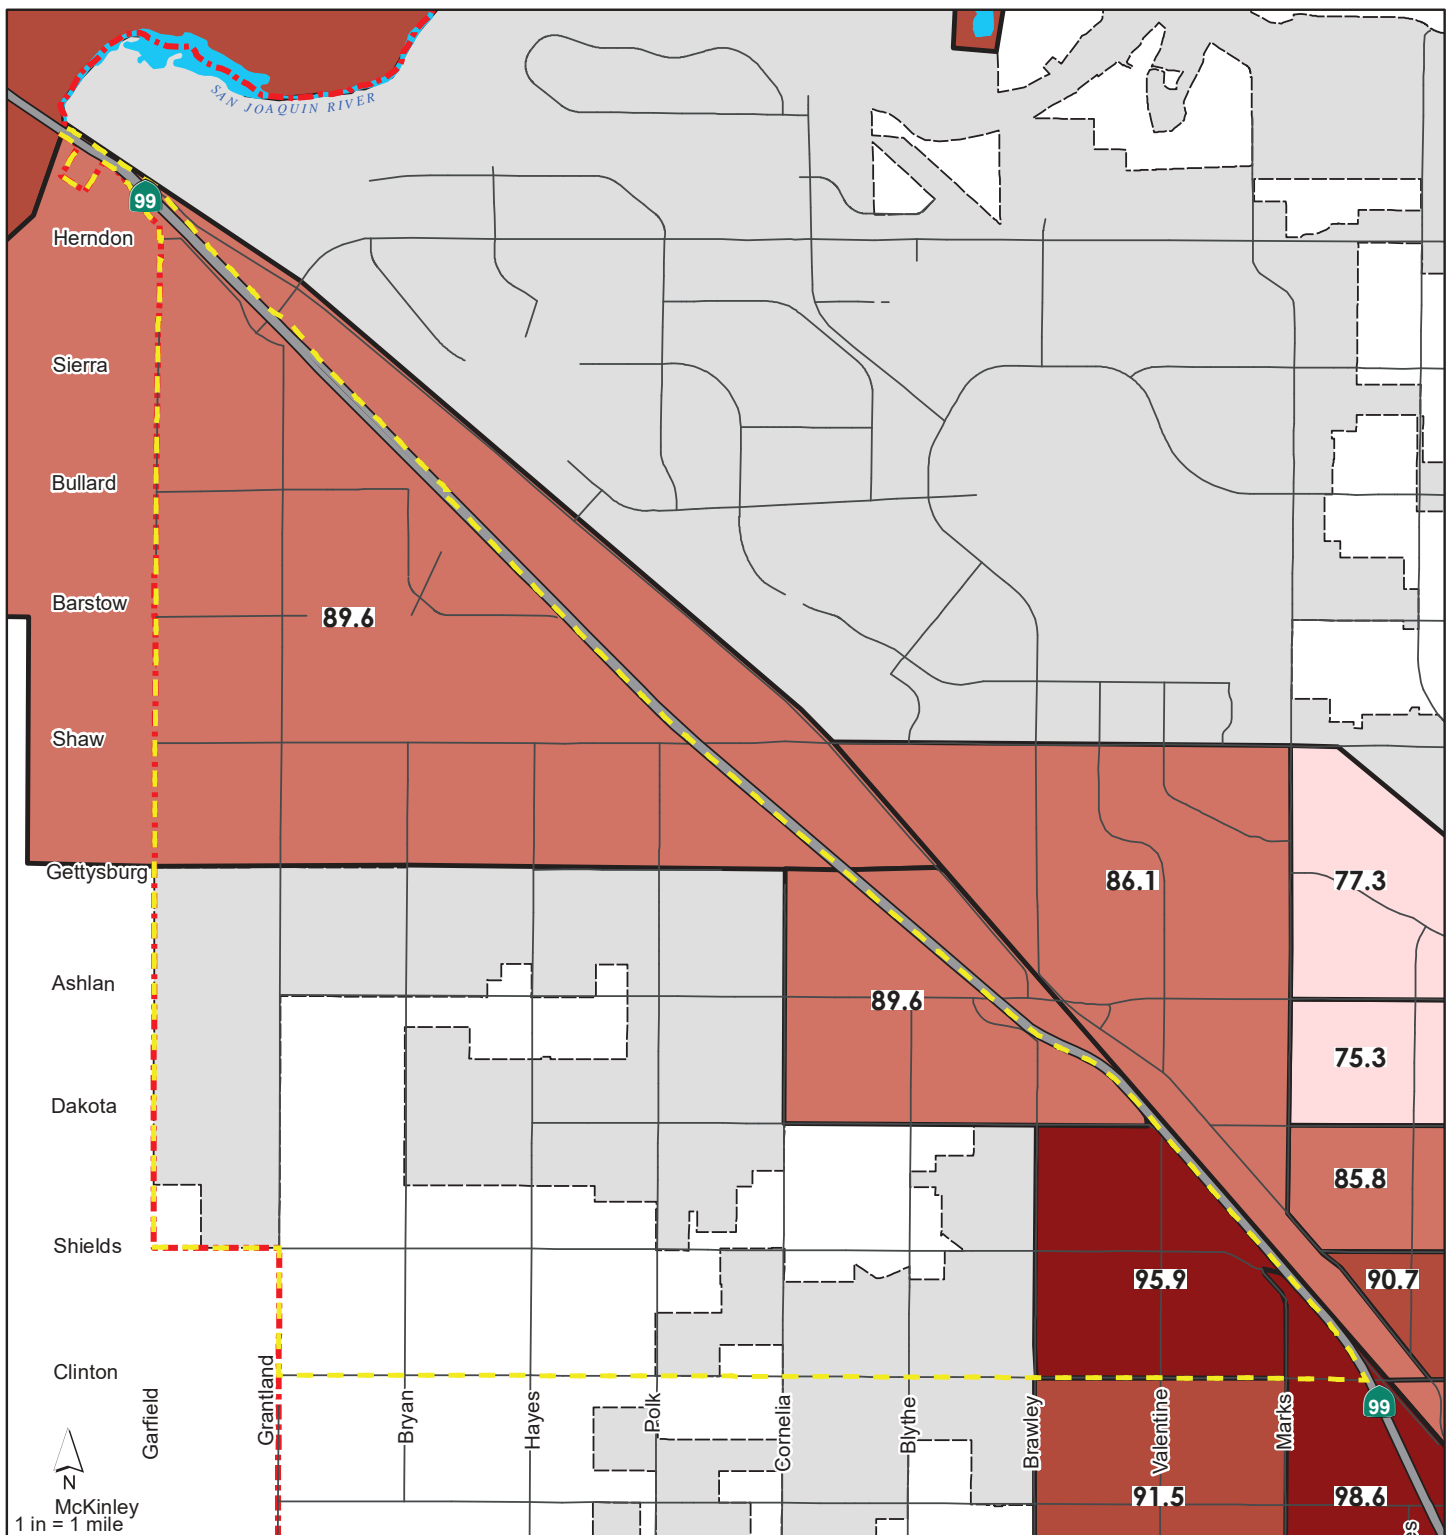 SAN JOAQUIN RIVER
99
Herndon
Sierra
Bullard
Barstow
89.6
Shaw
Gettysburg
86.1
77.3
Ashlan
89.6
75.3
Dakota
85.8
Shields
95.9
90.7
Clinton
Garfield
Grantland
Bryan
Hayes
Polk
Cornelia
Blythe
Brawley
Valentine
Marks
99
N
McKinley
1 in = 1 mile
91.5
98.6